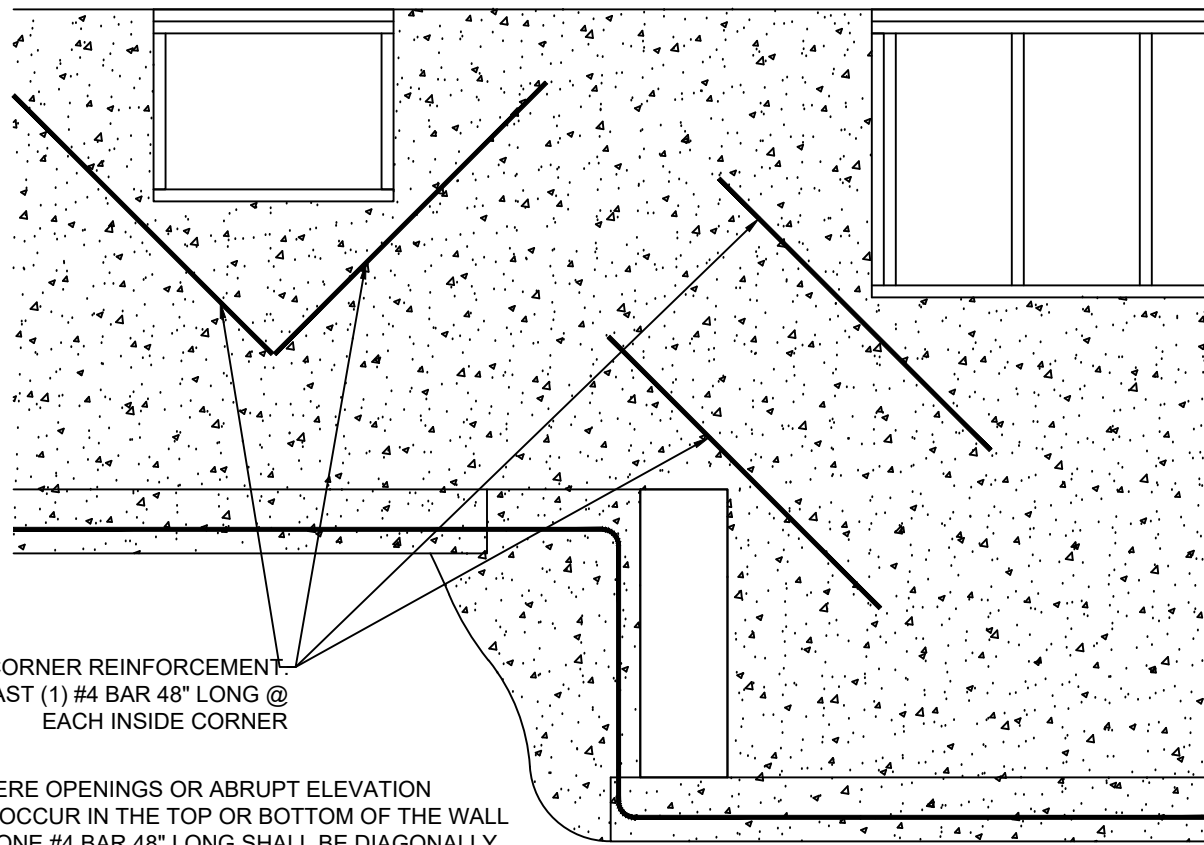 CORNER REINFORCEMENT.
AST (1) #4 BAR 48" LONG @
EACH INSIDE CORNER
ERE OPENINGS OR ABRUPT ELEVATION
OCCUR IN THE TOP OR BOTTOM OF THE WALL
ONE #4 BAR 48" LONG SHALL BE DIAGONALLY